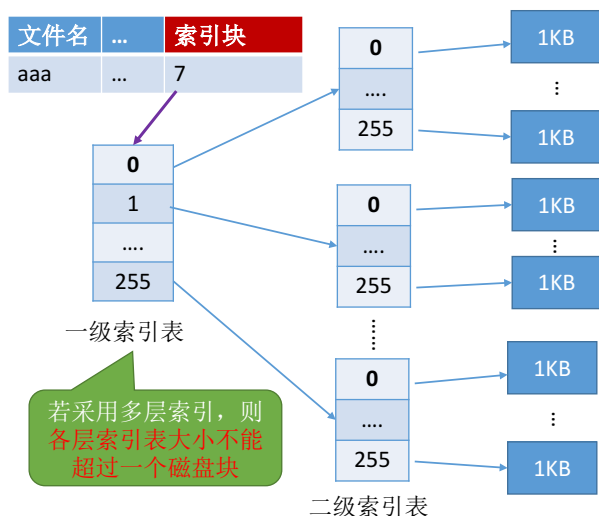 文件名 … 索引块
aaa … 7
0
1
….
255
一级索引表
若采用多层索引，则
各层索引表大小不能
超过一个磁盘块
0
….
255
0
….
255
……
0
….
255
二级索引表
1KB
…
1KB
1KB
…
1KB
1KB
…
1KB